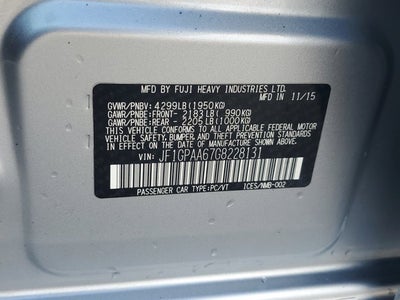 MFD BY FUJI HEAVY INDUSTRIES LTD.
MFD IN 11/15
GVWR/PNBV: 4299LB(1950KG)
GAWR/PNBE:FRONT- 2183LB( 990KG)
GAWR/PNBE:REAR - 2205LB(1000KG)
THIS VEHICLE CONFORMS TO ALL APPLICABLE
FEDERAL MOTOR VEHICLE SAFETY, BUMPER, AND
THEFT PREVENTION STANDARDS IN EFFECT ON THE
DATE OF MANUFACTURE SHOWN ABOVE.
VIN: JF1GPAA67G8228131
PASSENGER CAR TYPE:PC/VT ICES/NMB-002